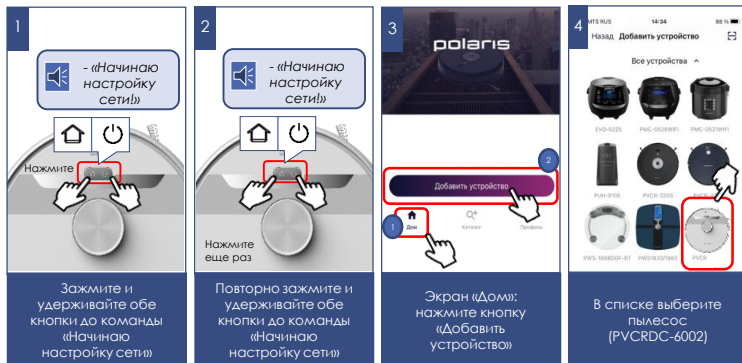 1
- «Начинаю
настройку
сети!»
Нажмите
Зажмите и
удерживайте обе
кнопки до команды
«Начинаю
настройку сети»
2
- «Начинаю
настройку
сети!»
Нажмите
еще раз
Повторно зажмите и
удерживайте обе
кнопки до команды
«Начинаю
настройку сети»
3
polaris
2
Добавить устройство
1
Дом
Каталог
Профиль
Экран «Дом»:
нажмите кнопку
«Добавить
устройство»
4
MTS RUS 14:34 88 %
Назад Добавить устройство
Все устройства
EVO-0225 PMC-0526WIFI PMC-0521WIFI
PUH-9105 PVCR-3200 PVCR-
PWS-1888DGF-BT PWS1830/1883 PVCR
В списке выберите
пылесос
(PVCRDC-6002)